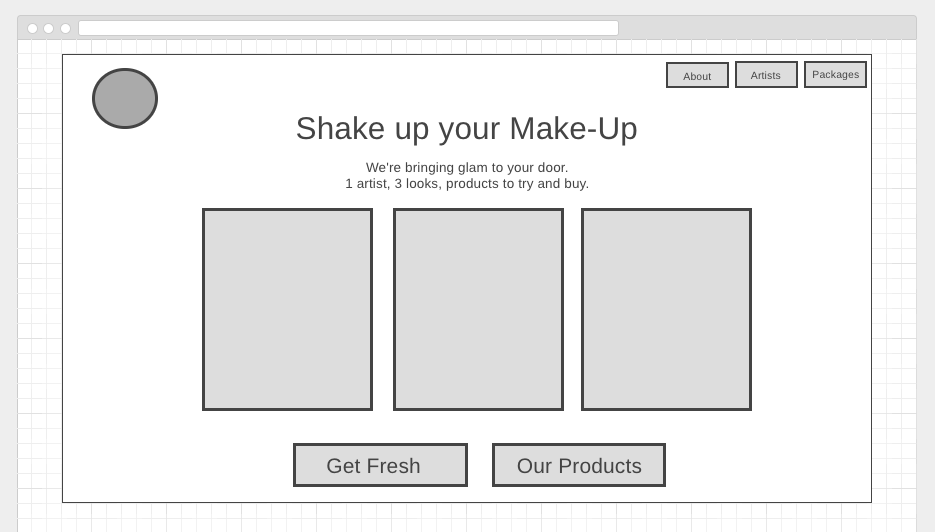 About
Artists
Packages
Shake up your Make-Up
We're bringing glam to your door.
1 artist, 3 looks, products to try and buy.
Get Fresh
Our Products